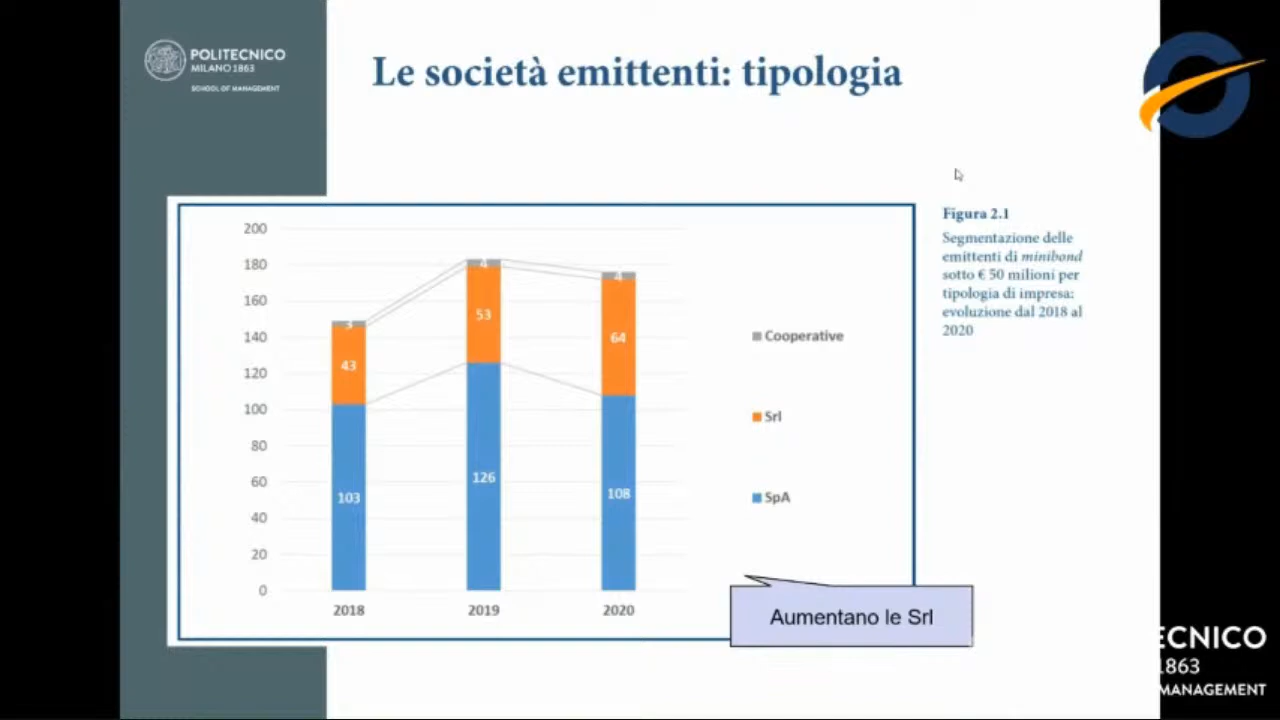 POLITECNICO
MILANO 1863
SCHOOL OF MANAGEMENT
Le società emittenti: tipologia
Figura 2.1
Segmentazione delle
emittenti di minibond
sotto € 50 milioni per
tipologia di impresa:
evoluzione dal 2018 al
2020
200
180
160
140
120
100
80
60
40
20
0
3
43
103
4
53
126
4
64
108
2018
2019
2020
Cooperative
Srl
SpA
Aumentano le Srl
ECNICO
1863
MANAGEMENT